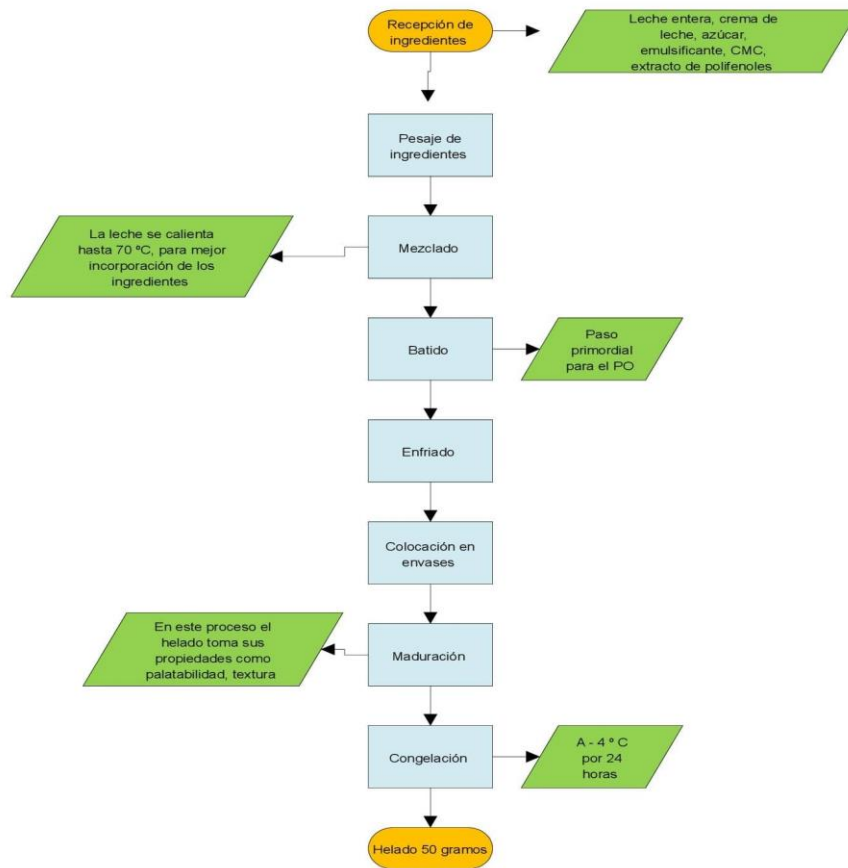 Recepción de
ingredientes
Leche entera, crema de
leche, azúcar,
emulsificante, CMC,
extracto de polifenoles
Pesaje de
ingredientes
La leche se calienta
hasta 70 ºC, para mejor
incorporación de los
ingredientes
Mezclado
Batido
Paso
primordial
para el PO
Enfriado
Colocación en
envases
En este proceso el
helado toma sus
propiedades como
palatabilidad, textura
Maduración
Congelación
A - 4 º C
por 24
horas
Helado 50 gramos